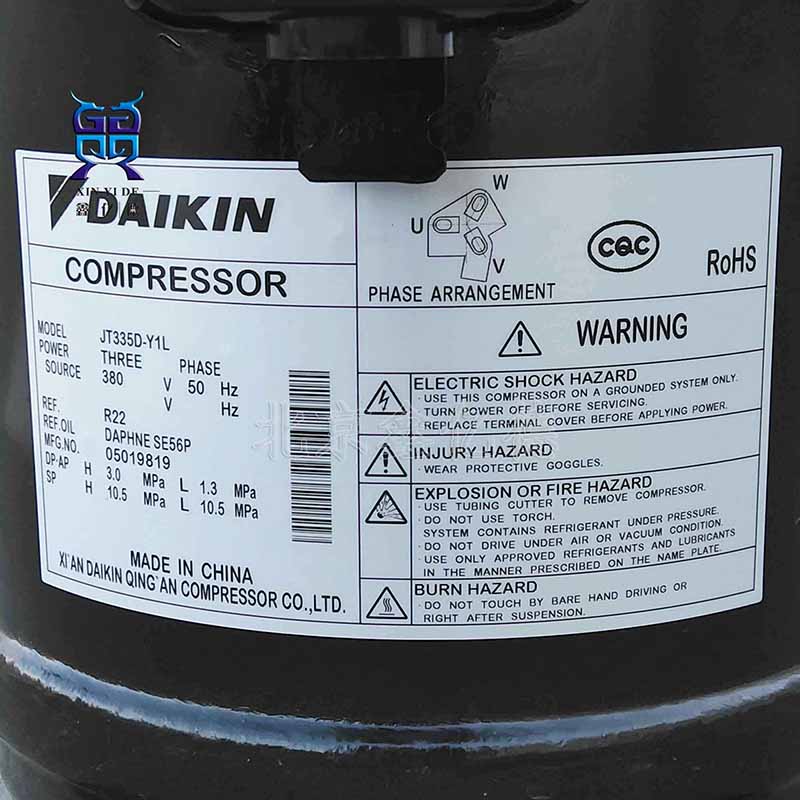 XIN YI DE
DAIKIN
COMPRESSOR
MODEL JT335D-Y1L
POWER SOURCE THREE PHASE
380 V 50 Hz
V Hz
REF. R22
REF.OIL DAPHNE SE56P
MFG.NO. 05019819
DP-AP H 3.0 MPa L 1.3 MPa
SP H 10.5 MPa L 10.5 MPa
MADE IN CHINA
XI'AN DAIKIN QING'AN COMPRESSOR CO.,LTD.
W
U
V
PHASE ARRANGEMENT
CQC
RoHS
WARNING
ELECTRIC SHOCK HAZARD
· USE THIS COMPRESSOR ON A GROUNDED SYSTEM ONLY.
TURN POWER OFF BEFORE SERVICING.
REPLACE TERMINAL COVER BEFORE APPLYING POWER.
INJURY HAZARD
· WEAR PROTECTIVE GOGGLES.
EXPLOSION OR FIRE HAZARD
· USE TUBING CUTTER TO REMOVE COMPRESSOR.
· DO NOT USE TORCH.
SYSTEM CONTAINS REFRIGERANT UNDER PRESSURE.
· DO NOT DRIVE UNDER AIR OR VACUUM CONDITION.
· USE ONLY APPROVED REFRIGERANTS AND LUBRICANTS
IN THE MANNER PRESCRIBED ON THE NAME PLATE.
BURN HAZARD
· DO NOT TOUCH BY BARE HAND DRIVING OR
RIGHT AFTER SUSPENSION.
北京鑫